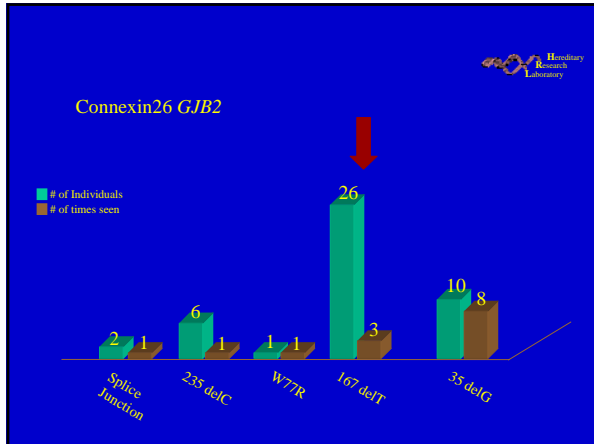 Hereditary
Research
Laboratory
Connexin26 GJB2
# of Individuals
# of times seen
2
1
6
1
1
1
26
3
10
8
Splice
Junction
235 delC
W77R
167 delT
35 delG